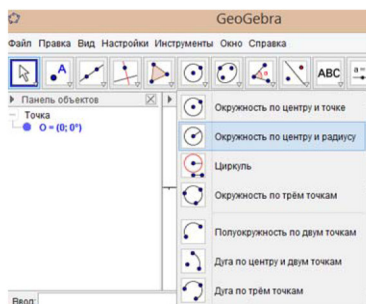 GeoGebra
Файл Правка Вид Настройки Инструменты Окно Справка
A
ABC
a=
Панель объектов
Точка
O = (0; 0°)
Окружность по центру и точке
Окружность по центру и радиусу
Циркуль
Окружность по трём точкам
Полуокружность по двум точкам
Дуга по центру и двум точкам
Дуга по трём точкам
Ввод: